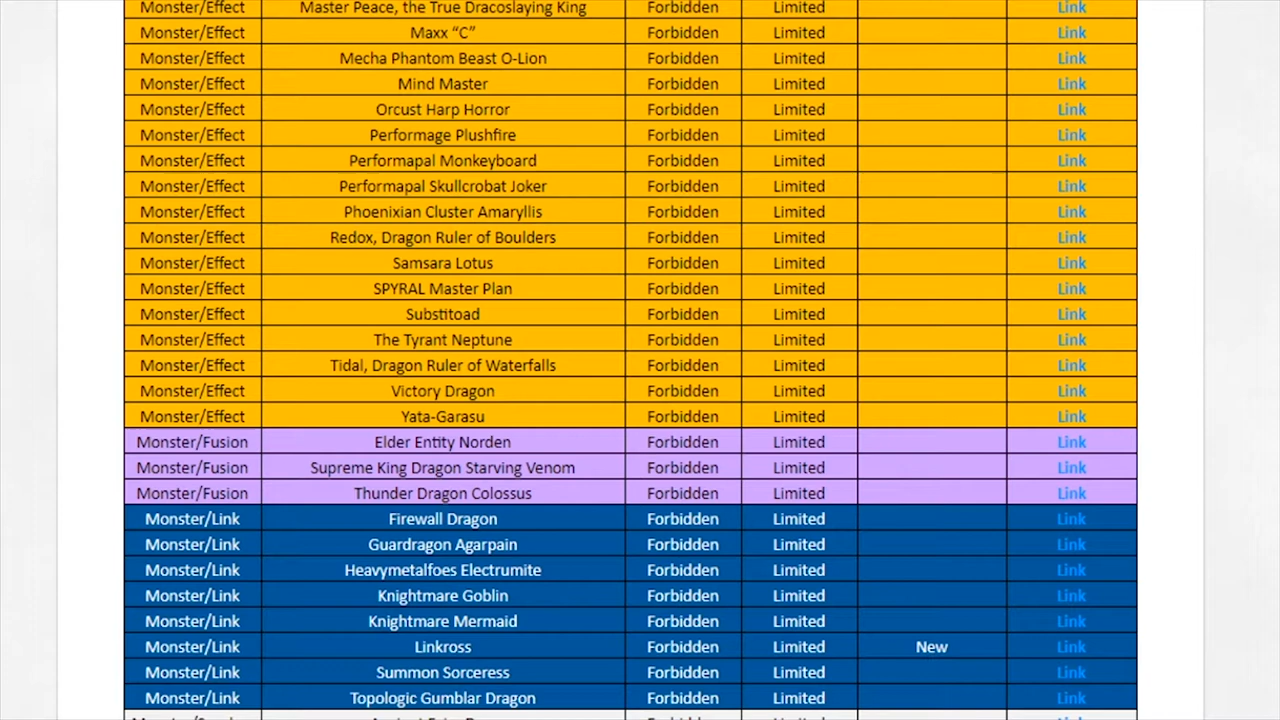 Monster/Effect Master Peace, the True Dracoslaying King Forbidden Limited Link
Monster/Effect Maxx “C” Forbidden Limited Link
Monster/Effect Mecha Phantom Beast O-Lion Forbidden Limited Link
Monster/Effect Mind Master Forbidden Limited Link
Monster/Effect Orcust Harp Horror Forbidden Limited Link
Monster/Effect Performage Plushfire Forbidden Limited Link
Monster/Effect Performapal Monkeyboard Forbidden Limited Link
Monster/Effect Performapal Skullcrobat Joker Forbidden Limited Link
Monster/Effect Phoenixian Cluster Amaryllis Forbidden Limited Link
Monster/Effect Redox, Dragon Ruler of Boulders Forbidden Limited Link
Monster/Effect Samsara Lotus Forbidden Limited Link
Monster/Effect SPYRAL Master Plan Forbidden Limited Link
Monster/Effect Substitoad Forbidden Limited Link
Monster/Effect The Tyrant Neptune Forbidden Limited Link
Monster/Effect Tidal, Dragon Ruler of Waterfalls Forbidden Limited Link
Monster/Effect Victory Dragon Forbidden Limited Link
Monster/Effect Yata-Garasu Forbidden Limited Link
Monster/Fusion Elder Entity Norden Forbidden Limited Link
Monster/Fusion Supreme King Dragon Starving Venom Forbidden Limited Link
Monster/Fusion Thunder Dragon Colossus Forbidden Limited Link
Monster/Link Firewall Dragon Forbidden Limited Link
Monster/Link Guardragon Agarpain Forbidden Limited Link
Monster/Link Heavymetalfoes Electrumite Forbidden Limited Link
Monster/Link Knightmare Goblin Forbidden Limited Link
Monster/Link Knightmare Mermaid Forbidden Limited Link
Monster/Link Linkross Forbidden Limited New Link
Monster/Link Summon Sorceress Forbidden Limited Link
Monster/Link Topologic Gumblar Dragon Forbidden Limited Link